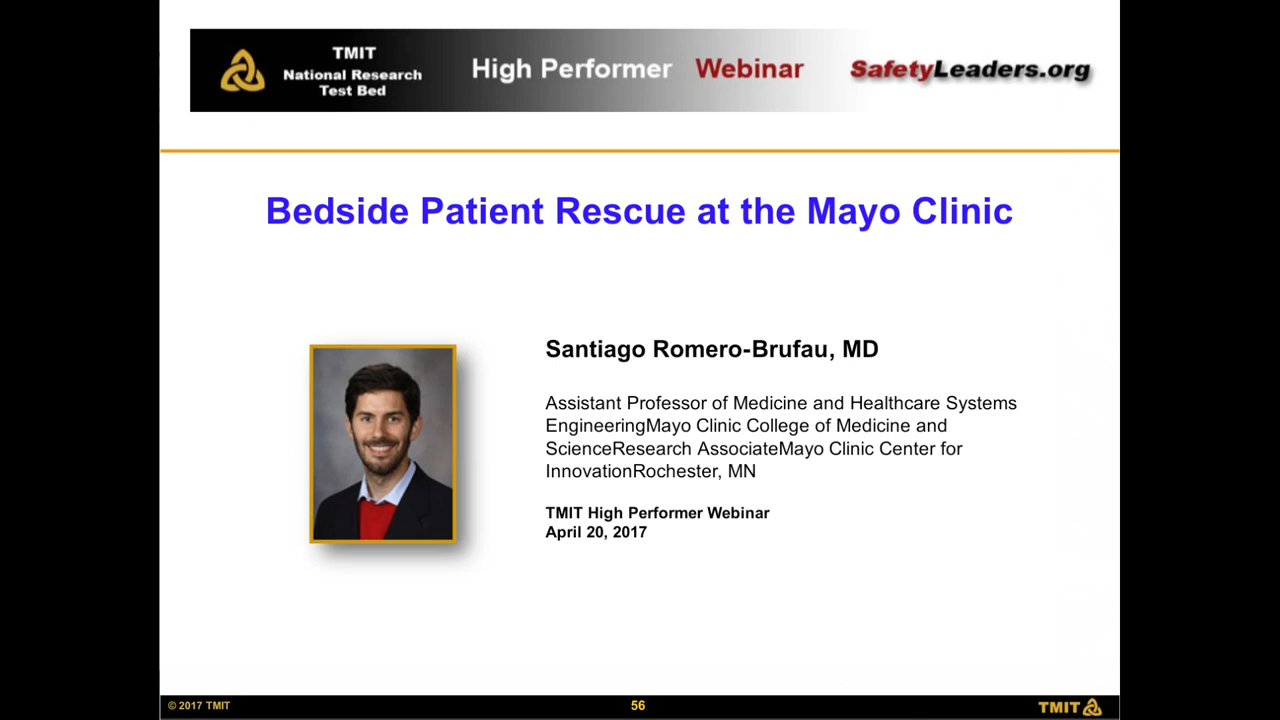 TMIT
National Research
Test Bed
High Performer Webinar
SafetyLeaders.org
Bedside Patient Rescue at the Mayo Clinic
Santiago Romero-Brufau, MD
Assistant Professor of Medicine and Healthcare Systems
EngineeringMayo Clinic College of Medicine and
ScienceResearch AssociateMayo Clinic Center for
InnovationRochester, MN
TMIT High Performer Webinar
April 20, 2017
© 2017 TMIT
56
TMIT